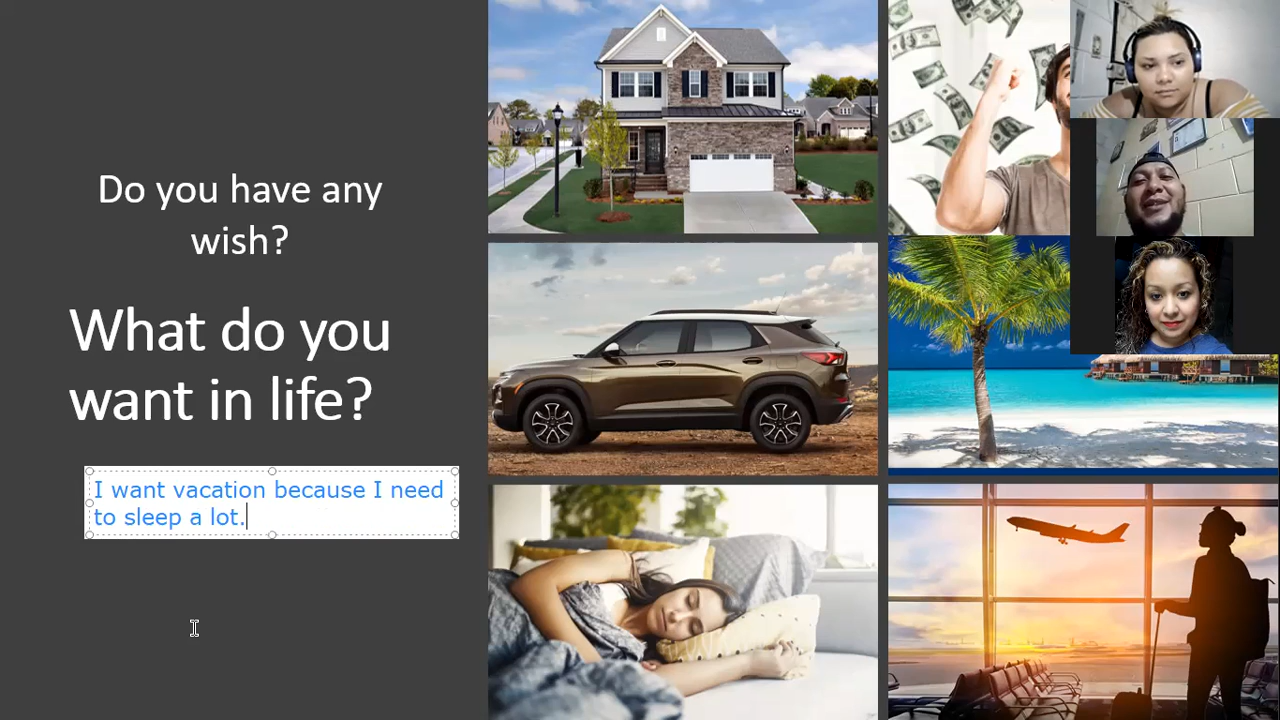 Do you have any
wish?
What do you
want in life?
I want vacation because I need
to sleep a lot.